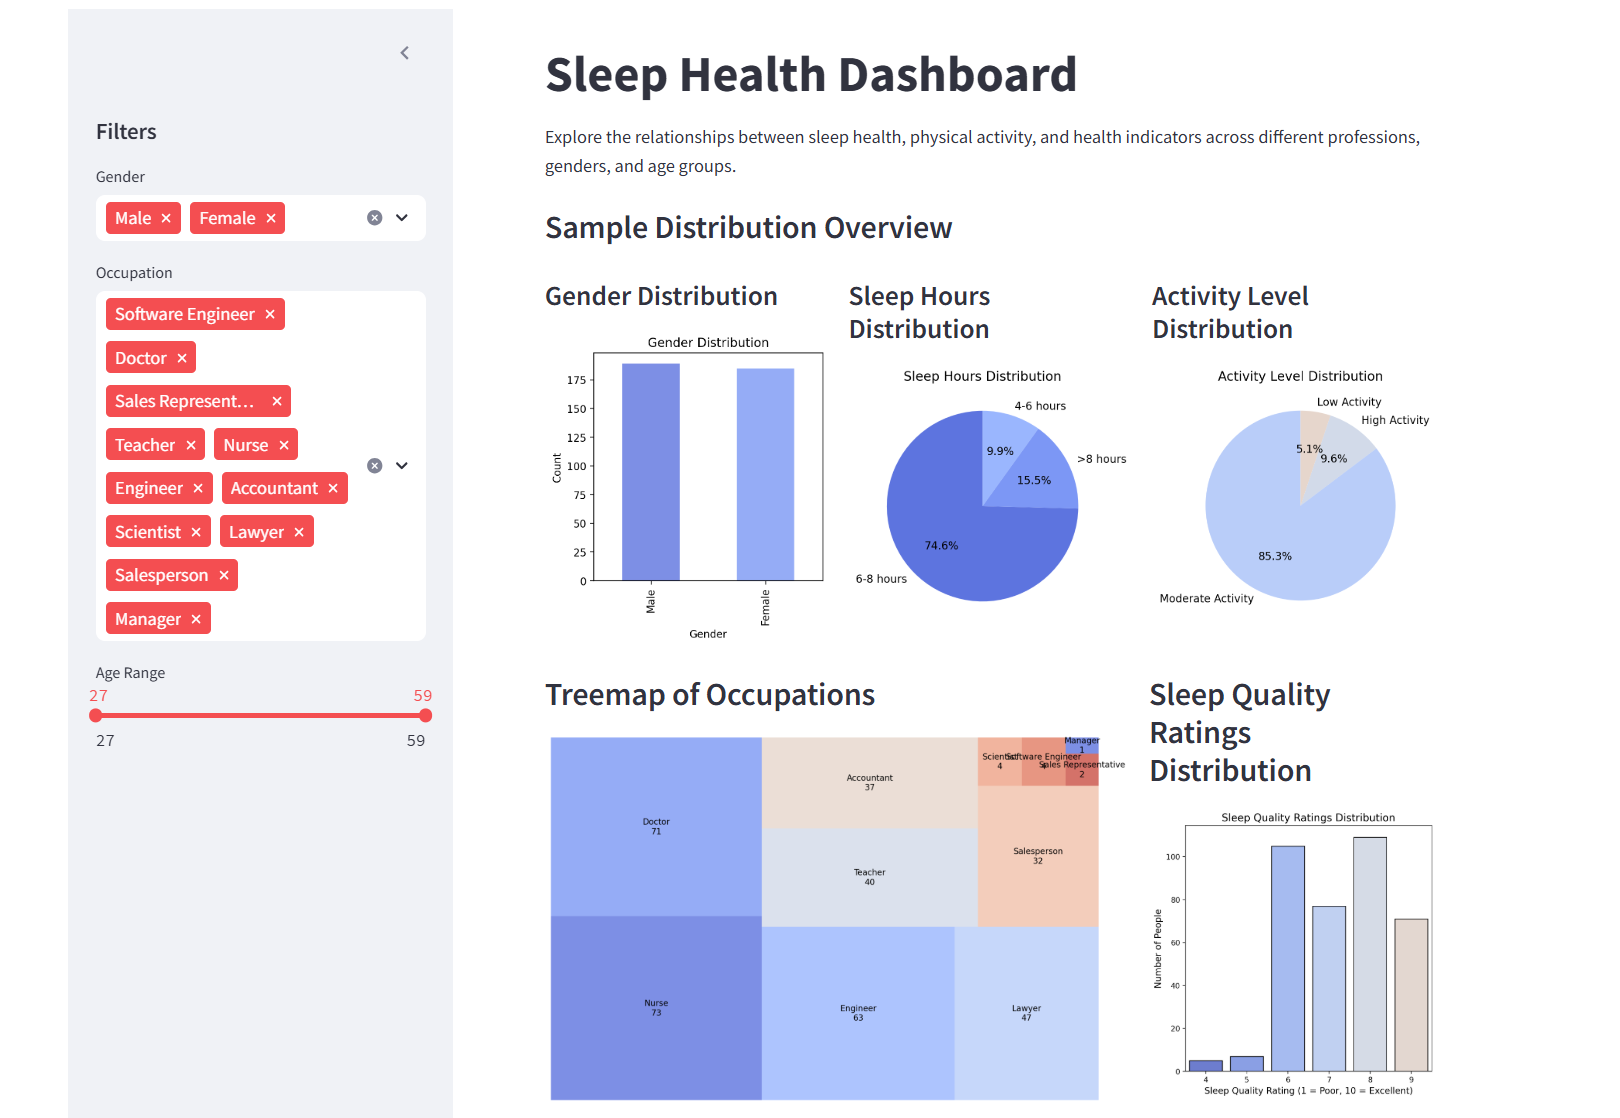 Filters
Gender
Male × Female ×
Occupation
Software Engineer ×
Doctor ×
Sales Represent... ×
Teacher × Nurse ×
Engineer × Accountant ×
Scientist × Lawyer ×
Salesperson ×
Manager ×
Age Range
27 59
27 59
Sleep Health Dashboard
Explore the relationships between sleep health, physical activity, and health indicators across different professions,
genders, and age groups.
Sample Distribution Overview
Gender Distribution
Gender Distribution
175
150
125
100
75
50
25
0
Count
Male
Female
Gender
Sleep Hours
Distribution
Sleep Hours Distribution
4-6 hours
9.9%
>8 hours
15.5%
74.6%
6-8 hours
Activity Level
Distribution
Activity Level Distribution
Low Activity
High Activity
5.1%
9.6%
85.3%
Moderate Activity
Treemap of Occupations
Doctor
71
Nurse
73
Accountant
37
Teacher
40
Engineer
63
Lawyer
47
Salesperson
32
Scientist
4
Software Engineer
4
Manager
1
Sales Representative
2
Sleep Quality
Ratings
Distribution
Sleep Quality Ratings Distribution
100
80
60
40
20
0
Number of People
4 5 6 7 8 9
Sleep Quality Rating (1 = Poor, 10 = Excellent)